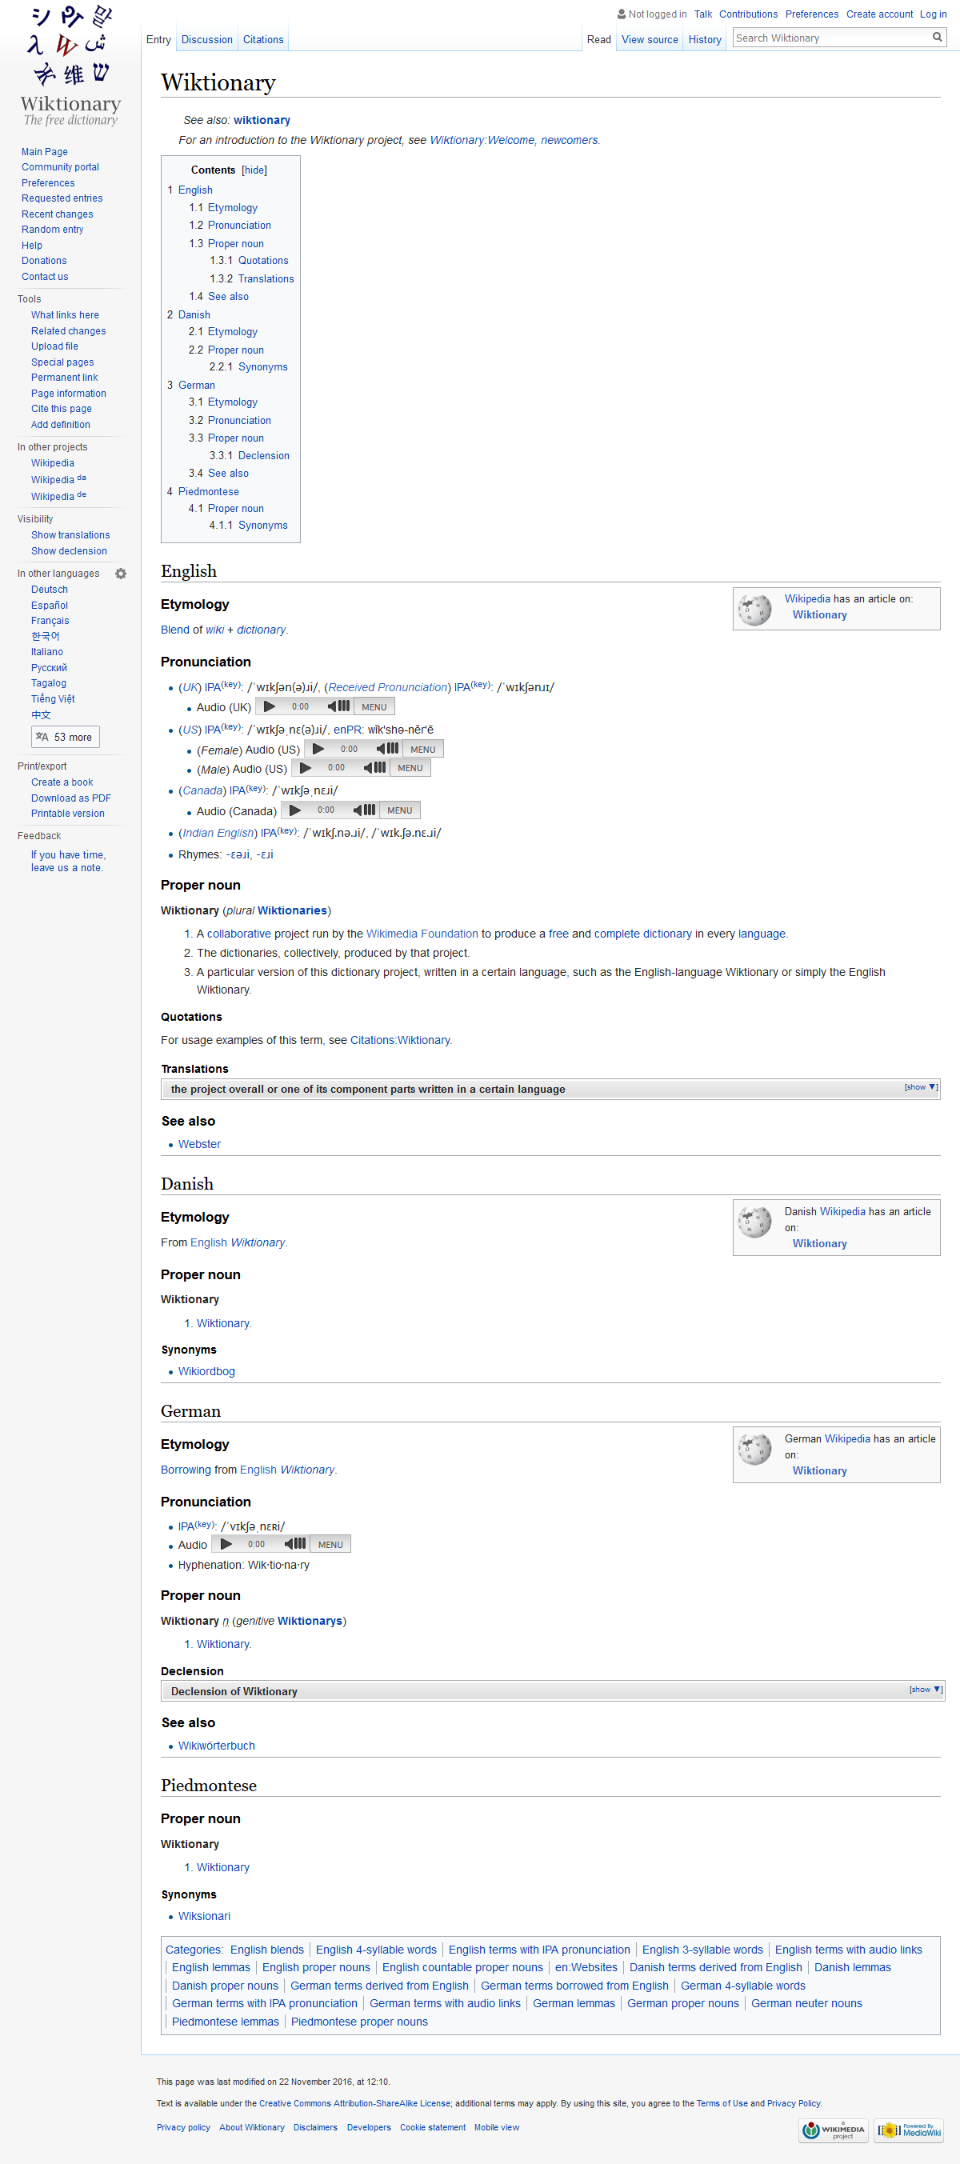 Not logged in Talk Contributions Preferences Create account Log in
Entry Discussion Citations Read View source History Search Wiktionary
Wiktionary
The free dictionary
Main Page
Community portal
Preferences
Requested entries
Recent changes
Random entry
Help
Donations
Contact us
Tools
What links here
Related changes
Upload file
Special pages
Permanent link
Page information
Cite this page
Add definition
In other projects
Wikipedia
Wikipedia da
Wikipedia de
Visibility
Show translations
Show declension
In other languages
Deutsch
Español
Français
한국어
Italiano
Русский
Tagalog
Tiếng Việt
中文
53 more
Print/export
Create a book
Download as PDF
Printable version
Feedback
If you have time,
leave us a note.
Wiktionary
See also: wiktionary
For an introduction to the Wiktionary project, see Wiktionary:Welcome, newcomers.
Contents [hide]
1 English
1.1 Etymology
1.2 Pronunciation
1.3 Proper noun
1.3.1 Quotations
1.3.2 Translations
1.4 See also
2 Danish
2.1 Etymology
2.2 Proper noun
2.2.1 Synonyms
3 German
3.1 Etymology
3.2 Pronunciation
3.3 Proper noun
3.3.1 Declension
3.4 See also
4 Piedmontese
4.1 Proper noun
4.1.1 Synonyms
English
Wikipedia has an article on:
Wiktionary
Etymology
Blend of wiki + dictionary.
Pronunciation
(UK) IPA(key): /ˈwɪkʃən(ə)ɹi/, (Received Pronunciation) IPA(key): /ˈwɪkʃənɹɪ/
Audio (UK) 0:00 MENU
(US) IPA(key): /ˈwɪkʃəˌnɛ(ə)ɹi/, enPR: wĭk'shə-nĕr'ē
(Female) Audio (US) 0:00 MENU
(Male) Audio (US) 0:00 MENU
(Canada) IPA(key): /ˈwɪkʃəˌnɛɹi/
Audio (Canada) 0:00 MENU
(Indian English) IPA(key): /ˈwɪkʃ.nə.ɹi/, /ˈwɪk.ʃə.nɛ.ɹi/
Rhymes: -ɛəɹi, -ɛɹi
Proper noun
Wiktionary (plural Wiktionaries)
1. A collaborative project run by the Wikimedia Foundation to produce a free and complete dictionary in every language.
2. The dictionaries, collectively, produced by that project.
3. A particular version of this dictionary project, written in a certain language, such as the English-language Wiktionary or simply the English
Wiktionary.
Quotations
For usage examples of this term, see Citations:Wiktionary.
Translations
the project overall or one of its component parts written in a certain language [show ▼]
See also
Webster
Danish
Danish Wikipedia has an article
on:
Wiktionary
Etymology
From English Wiktionary.
Proper noun
Wiktionary
1. Wiktionary.
Synonyms
Wikiordbog
German
German Wikipedia has an article
on:
Wiktionary
Etymology
Borrowing from English Wiktionary.
Pronunciation
IPA(key): /ˈvɪkʃəˌnɛʀi/
Audio 0:00 MENU
Hyphenation: Wik·tio·na·ry
Proper noun
Wiktionary n (genitive Wiktionarys)
1. Wiktionary.
Declension
Declension of Wiktionary [show ▼]
See also
Wikiwörterbuch
Piedmontese
Proper noun
Wiktionary
1. Wiktionary
Synonyms
Wiksionari
Categories: English blends | English 4-syllable words | English terms with IPA pronunciation | English 3-syllable words | English terms with audio links
| English lemmas | English proper nouns | English countable proper nouns | en:Websites | Danish terms derived from English | Danish lemmas
| Danish proper nouns | German terms derived from English | German terms borrowed from English | German 4-syllable words
| German terms with IPA pronunciation | German terms with audio links | German lemmas | German proper nouns | German neuter nouns
| Piedmontese lemmas | Piedmontese proper nouns
This page was last modified on 22 November 2016, at 12:10.
Text is available under the Creative Commons Attribution-ShareAlike License; additional terms may apply. By using this site, you agree to the Terms of Use and Privacy Policy.
Privacy policy About Wiktionary Disclaimers Developers Cookie statement Mobile view
a WIKIMEDIA project
Powered By MediaWiki